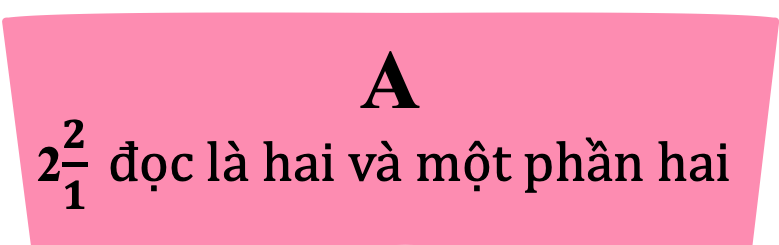 A
2 2/1 đọc là hai và một phần hai